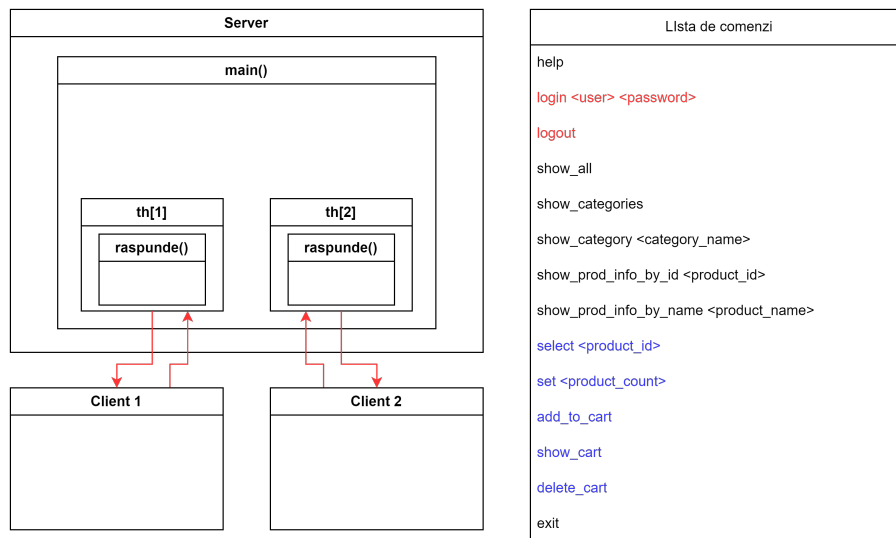 Server
main()
th[1]
th[2]
raspunde()
raspunde()
Client 1
Client 2
LIsta de comenzi
help
login <user> <password>
logout
show_all
show_categories
show_category <category_name>
show_prod_info_by_id <product_id>
show_prod_info_by_name <product_name>
select <product_id>
set <product_count>
add_to_cart
show_cart
delete_cart
exit